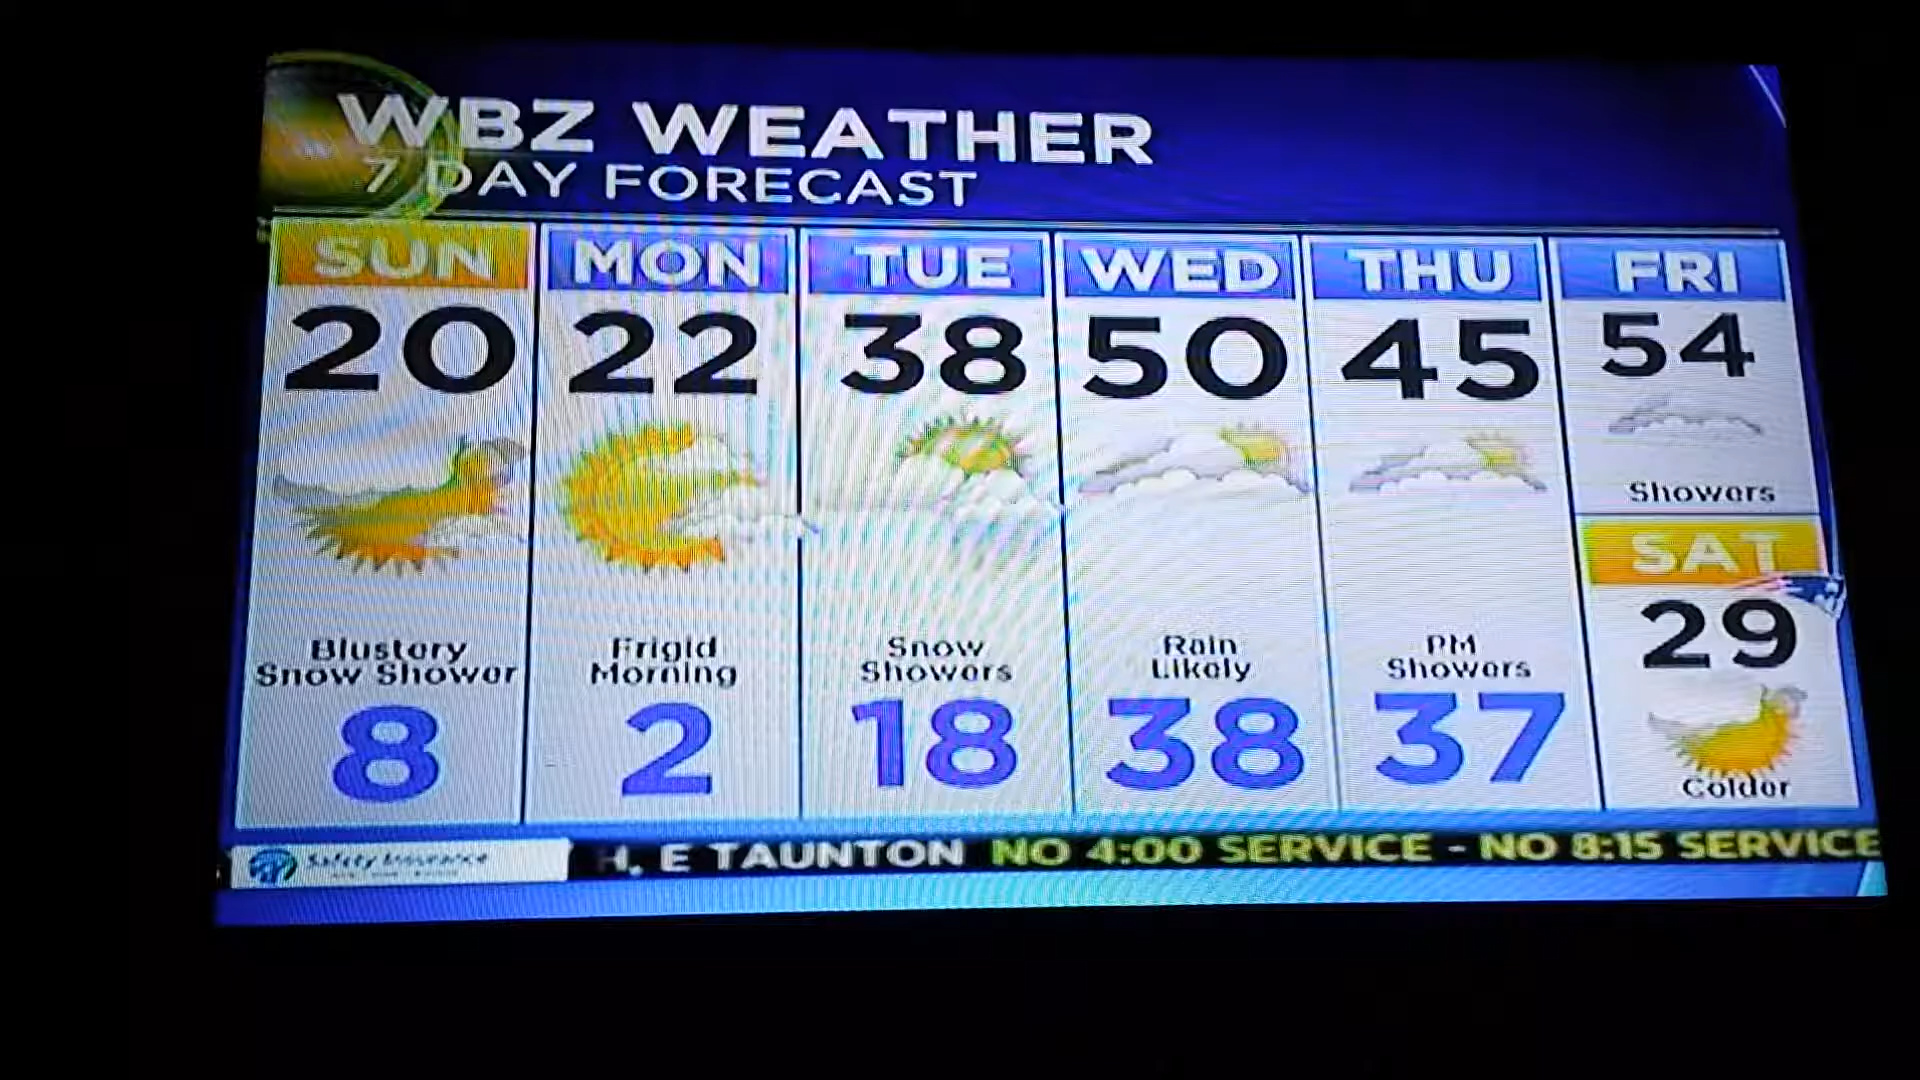 WBZ WEATHER
7 DAY FORECAST
SUN
20
Blustery
Snow Shower
8
MON
22
Frigid
Morning
2
TUE
38
Snow
Showers
18
WED
50
Rain
Likely
38
THU
45
PM
Showers
37
FRI
54
Showers
SAT
29
Colder
Safety Insurance
H, E TAUNTON NO 4:00 SERVICE - NO 8:15 SERVICE